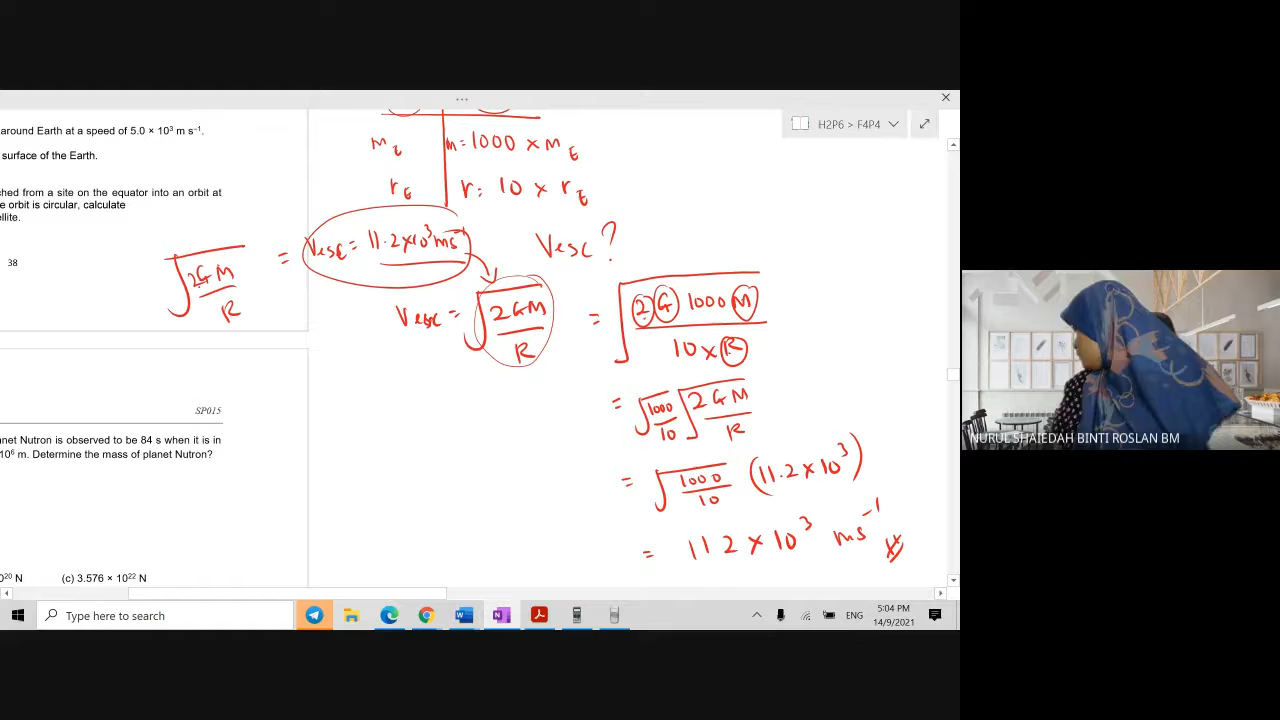 H2P6 > F4P4
around Earth at a speed of 5.0 × 10³ m s⁻¹.
surface of the Earth.
ched from a site on the equator into an orbit at
e orbit is circular, calculate
ellite.
38
m_E | m = 1000 × M_E
r_E | r: 10 × r_E
√(2GM/R) = Vesc = 11.2×10³ ms⁻¹
Vesc?
Vesc = √(2GM/R) = √(2 G 1000 M / 10 × R)
= √(1000/10) √(2GM/R)
= √(1000/10) (11.2 × 10³)
= 112 × 10³ ms⁻¹
SP015
anet Nutron is observed to be 84 s when it is in
10⁶ m. Determine the mass of planet Nutron?
0²⁰ N (c) 3.576 × 10²² N
NURUL SHAIEDAH BINTI ROSLAN BM
Type here to search
ENG
5:04 PM
14/9/2021